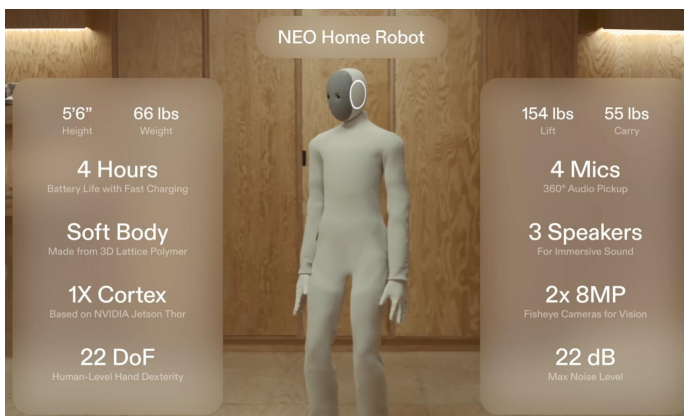 NEO Home Robot
5'6” 66 lbs
Height Weight
4 Hours
Battery Life with Fast Charging
Soft Body
Made from 3D Lattice Polymer
1X Cortex
Based on NVIDIA Jetson Thor
22 DoF
Human-Level Hand Dexterity
154 lbs 55 lbs
Lift Carry
4 Mics
360° Audio Pickup
3 Speakers
For Immersive Sound
2x 8MP
Fisheye Cameras for Vision
22 dB
Max Noise Level